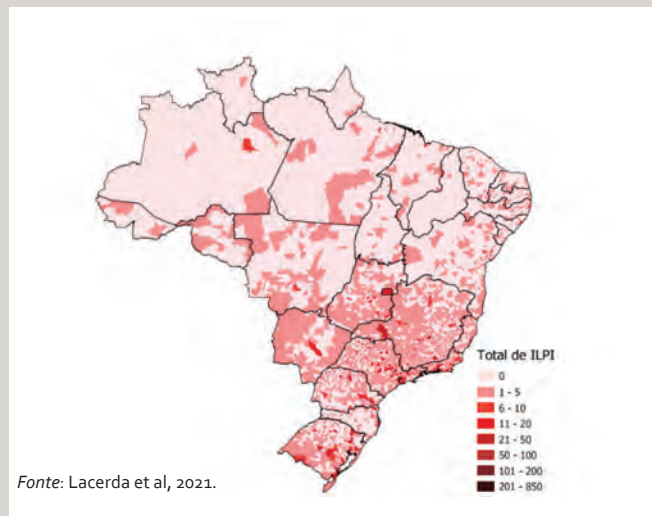 Total de ILPI
0
1 - 5
6 - 10
11 - 20
21 - 50
50 - 100
101 - 200
201 - 850
Fonte: Lacerda et al, 2021.